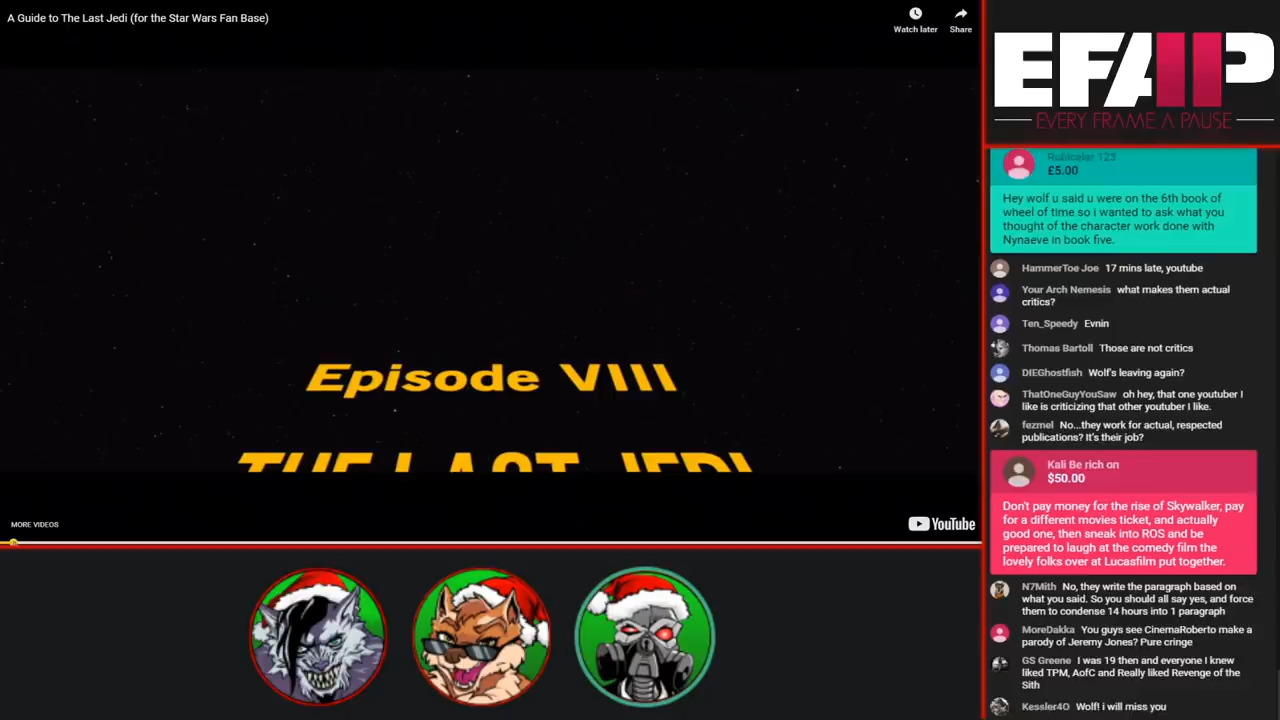 A Guide to The Last Jedi (for the Star Wars Fan Base)
Watch later
Share
Episode VIII
THE LAST JEDI
MORE VIDEOS
YouTube
EFAP
EVERY FRAME A PAUSE
Rubicelar 123
£5.00
Hey wolf u said u were on the 6th book of
wheel of time so i wanted to ask what you
thought of the character work done with
Nynaeve in book five.
HammerToe Joe 17 mins late, youtube
Your Arch Nemesis what makes them actual
critics?
Ten_Speedy Evnin
Thomas Bartoll Those are not critics
DIEGhostfish Wolf's leaving again?
ThatOneGuyYouSaw oh hey, that one youtuber I
like is criticizing that other youtuber I like.
fezmel No...they work for actual, respected
publications? It's their job?
Kali Be rich on
$50.00
Don't pay money for the rise of Skywalker, pay
for a different movies ticket, and actually
good one, then sneak into ROS and be
prepared to laugh at the comedy film the
lovely folks over at Lucasfilm put together.
N7Mith No, they write the paragraph based on
what you said. So you should all say yes, and force
them to condense 14 hours into 1 paragraph
MoreDakka You guys see CinemaRoberto make a
parody of Jeremy Jones? Pure cringe
GS Greene I was 19 then and everyone I knew
liked TPM, AofC and Really liked Revenge of the
Sith
Kessler4O Wolf! i will miss you